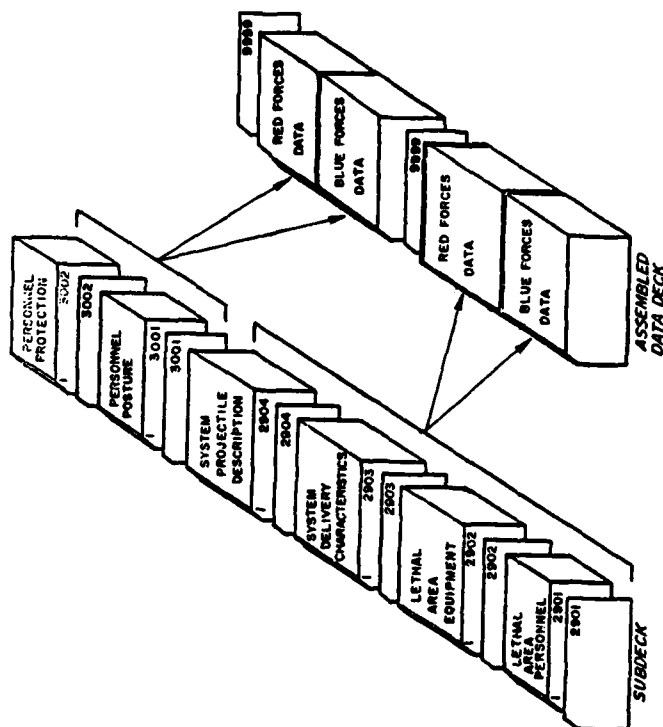 PERSONNEL
PROTECTION
3002
3002
PERSONNEL
POSTURE
3001
3001
SYSTEM
PROJECTILE
DESCRIPTION
2904
2904
SYSTEM
DELIVERY
CHARACTERISTICS
2903
2903
LETHAL
AREA
EQUIPMENT
2902
2902
LETHAL
AREA
PERSONNEL
2901
2901
SUBDECK
9999
RED FORCES
DATA
BLUE FORCES
DATA
9999
RED FORCES
DATA
BLUE FORCES
DATA
ASSEMBLED
DATA DECK